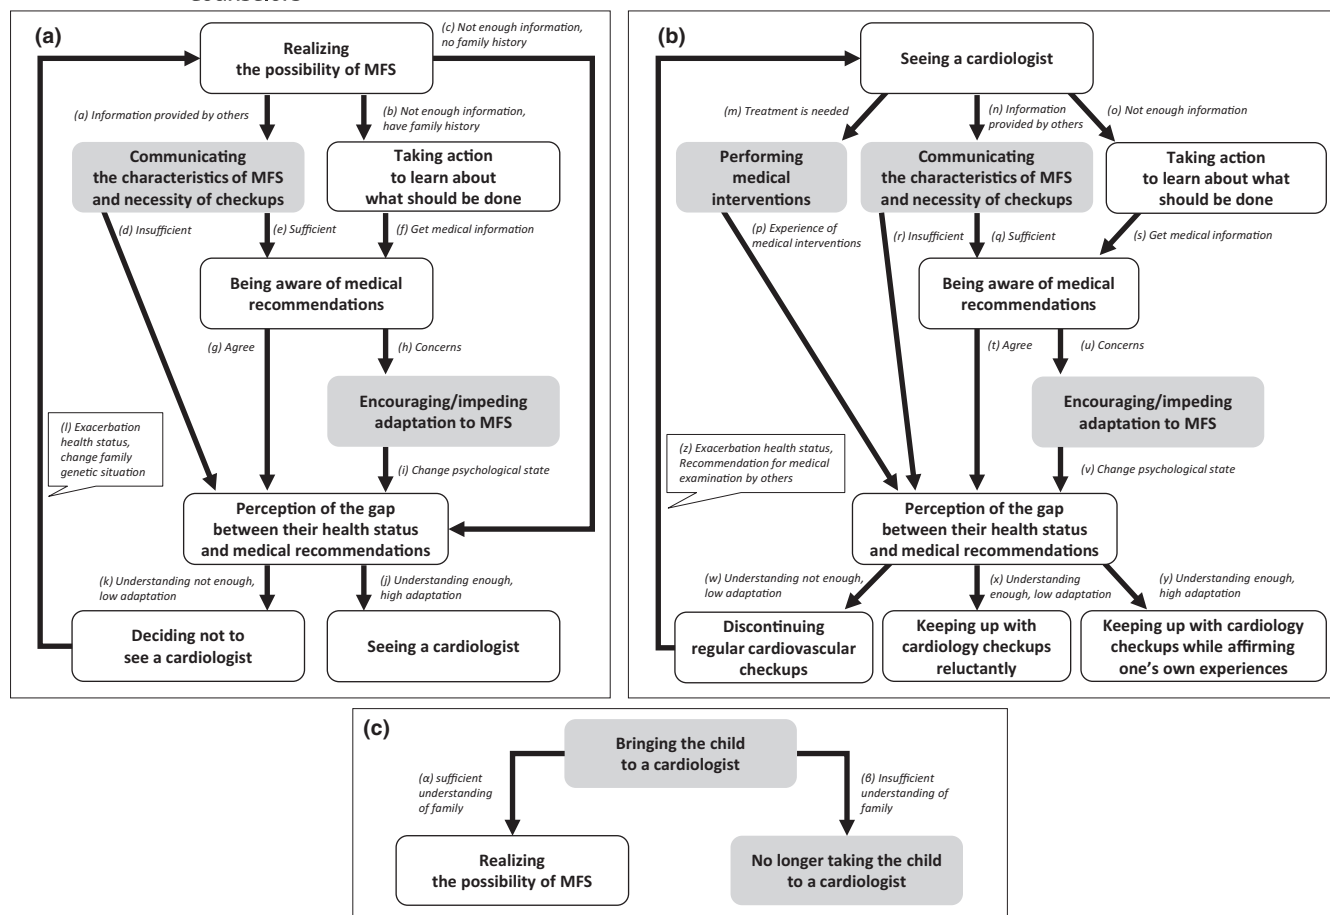 (a)
Realizing
the possibility of MFS
(c) Not enough information,
no family history
(a) Information provided by others
(b) Not enough information,
have family history
Communicating
the characteristics of MFS
and necessity of checkups
Taking action
to learn about
what should be done
(d) Insufficient
(e) Sufficient
(f) Get medical information
Being aware of medical
recommendations
(g) Agree
(h) Concerns
Encouraging/impeding
adaptation to MFS
(l) Exacerbation
health status,
change family
genetic situation
(i) Change psychological state
Perception of the gap
between their health status
and medical recommendations
(k) Understanding not enough,
low adaptation
(j) Understanding enough,
high adaptation
Deciding not to
see a cardiologist
Seeing a cardiologist
(b)
Seeing a cardiologist
(m) Treatment is needed
(n) Information
provided by others
(o) Not enough information
Performing
medical
interventions
Communicating
the characteristics of MFS
and necessity of checkups
Taking action
to learn about what
should be done
(p) Experience of
medical interventions
(r) Insufficient
(q) Sufficient
(s) Get medical information
Being aware of medical
recommendations
(t) Agree
(u) Concerns
Encouraging/impeding
adaptation to MFS
(z) Exacerbation health status,
Recommendation for medical
examination by others
(v) Change psychological state
Perception of the gap
between their health status
and medical recommendations
(w) Understanding not enough,
low adaptation
(x) Understanding
enough, low adaptation
(y) Understanding enough,
high adaptation
Discontinuing
regular cardiovascular
checkups
Keeping up with
cardiology checkups
reluctantly
Keeping up with cardiology
checkups while affirming
one's own experiences
(c)
Bringing the child
to a cardiologist
(α) sufficient
understanding
of family
(β) Insufficient
understanding of
family
Realizing
the possibility of MFS
No longer taking the child
to a cardiologist